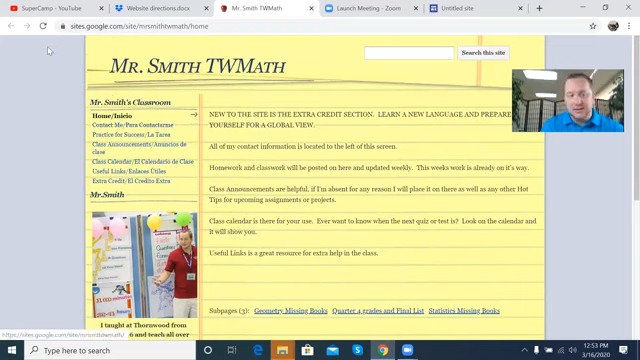 SuperCamp - YouTube
Website directions.docx
Mr. Smith TWMath
Launch Meeting - Zoom
Untitled site
sites.google.com/site/mrsmithtwmath/home
Mr. Smith TWMath
Search this site
Mr. Smith's Classroom
Home/Inicio
Contact Me/Para Contactarme
Practice for Success/La Tarea
Class Announcements/Anuncios de
clase
Class Calendar/El Calendario de Clase
Useful Links/Enlaces Útiles
Extra Credit/El Credito Extra
Mr.Smith
I taught at Thornwood from
6 and teach all over
NEW TO THE SITE IS THE EXTRA CREDIT SECTION. LEARN A NEW LANGUAGE AND PREPARE
YOURSELF FOR A GLOBAL VIEW.
All of my contact information is located to the left of this screen.
Homework and classwork will be posted on here and updated weekly. This weeks work is already on it's way.
Class Announcements are helpful, if I'm absent for any reason I will place it on there as well as any other Hot
Tips for upcoming assignments or projects.
Class calendar is there for your use. Ever want to know when the next quiz or test is? Look on the calendar and
it will show you.
Useful Links is a great resource for extra help in the class.
Subpages (3): Geometry Missing Books Quarter 4 grades and Final List Statistics Missing Books
https://sites.google.com/site/mrsmithtwmath/
Type here to search
12:53 PM
3/16/2020